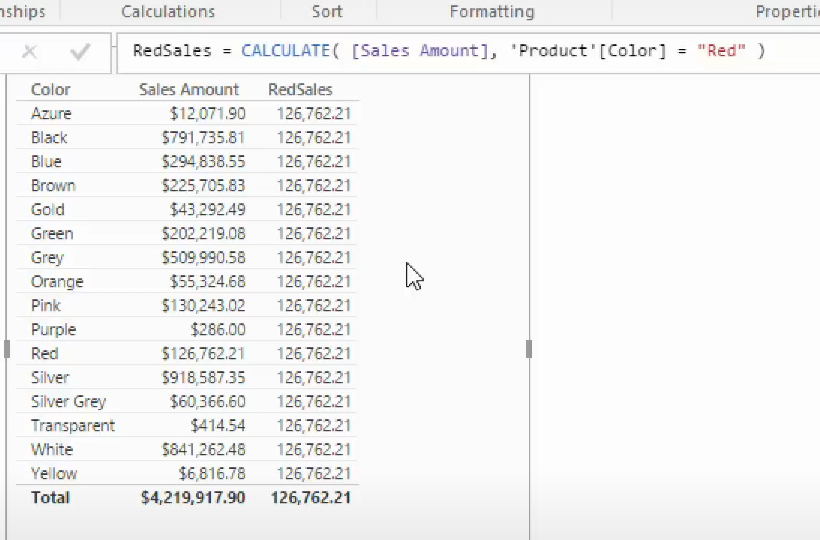 nships Calculations Sort Formatting Properti
RedSales = CALCULATE( [Sales Amount], 'Product'[Color] = "Red" )
Color Sales Amount RedSales
Azure $12,071.90 126,762.21
Black $791,735.81 126,762.21
Blue $294,838.55 126,762.21
Brown $225,705.83 126,762.21
Gold $43,292.49 126,762.21
Green $202,219.08 126,762.21
Grey $509,990.58 126,762.21
Orange $55,324.68 126,762.21
Pink $130,243.02 126,762.21
Purple $286.00 126,762.21
Red $126,762.21 126,762.21
Silver $918,587.35 126,762.21
Silver Grey $60,366.60 126,762.21
Transparent $414.54 126,762.21
White $841,262.48 126,762.21
Yellow $6,816.78 126,762.21
Total $4,219,917.90 126,762.21